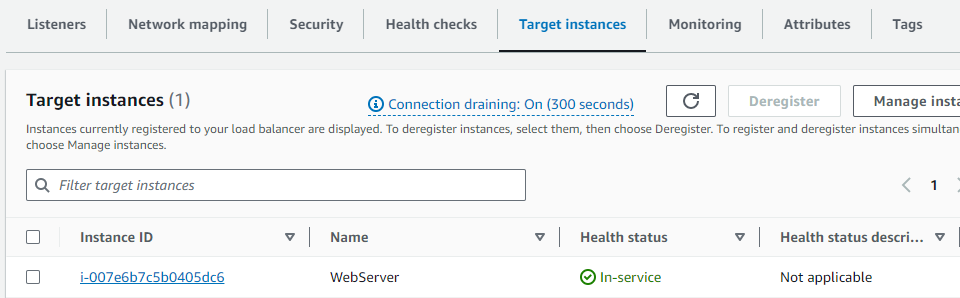 Listeners Network mapping Security Health checks Target instances Monitoring Attributes Tags
Target instances (1) Connection draining: On (300 seconds) Deregister Manage
Instances currently registered to your load balancer are displayed. To deregister instances, select them, then choose Deregister. To register and deregister instances
choose Manage instances.
Filter target instances 1
Instance ID Name Health status Health status descri...
i-007e6b7c5b0405dc6 WebServer In-service Not applicable